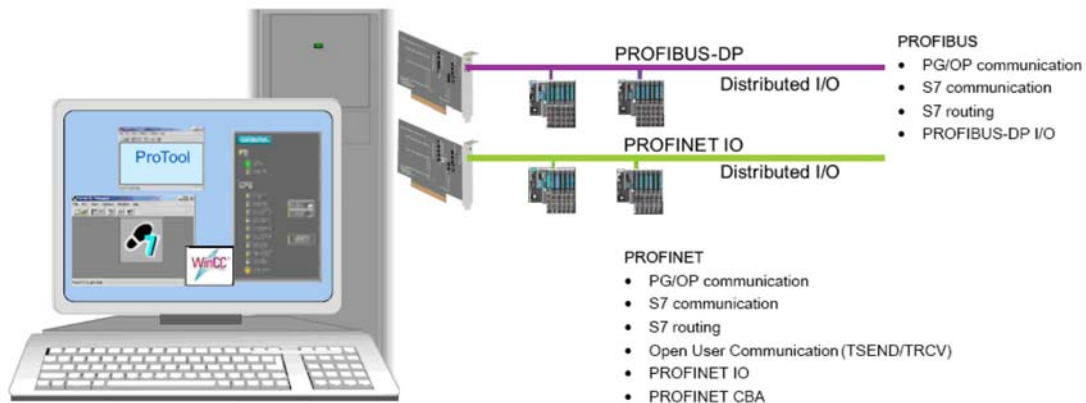 PROFIBUS-DP
Distributed I/O
PROFINET IO
Distributed I/O
PROFIBUS
• PG/OP communication
• S7 communication
• S7 routing
• PROFIBUS-DP I/O
ProTool
WinCC
PROFINET
• PG/OP communication
• S7 communication
• S7 routing
• Open User Communication (TSEND/TRCV)
• PROFINET IO
• PROFINET CBA